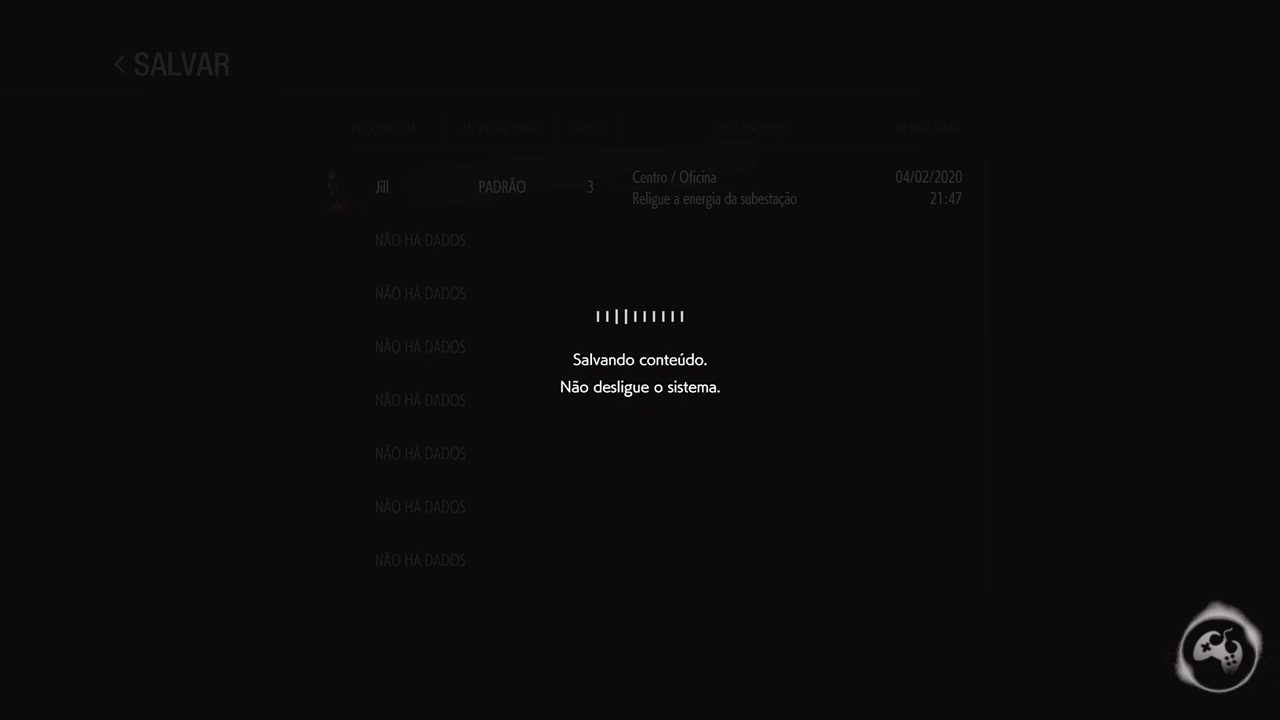 < SALVAR
Jill PADRÃO 3 Centro / Oficina 04/02/2020
Religue a energia da subestação 21:47
NÃO HÁ DADOS
NÃO HÁ DADOS
NÃO HÁ DADOS
NÃO HÁ DADOS
NÃO HÁ DADOS
NÃO HÁ DADOS
NÃO HÁ DADOS
Salvando conteúdo.
Não desligue o sistema.